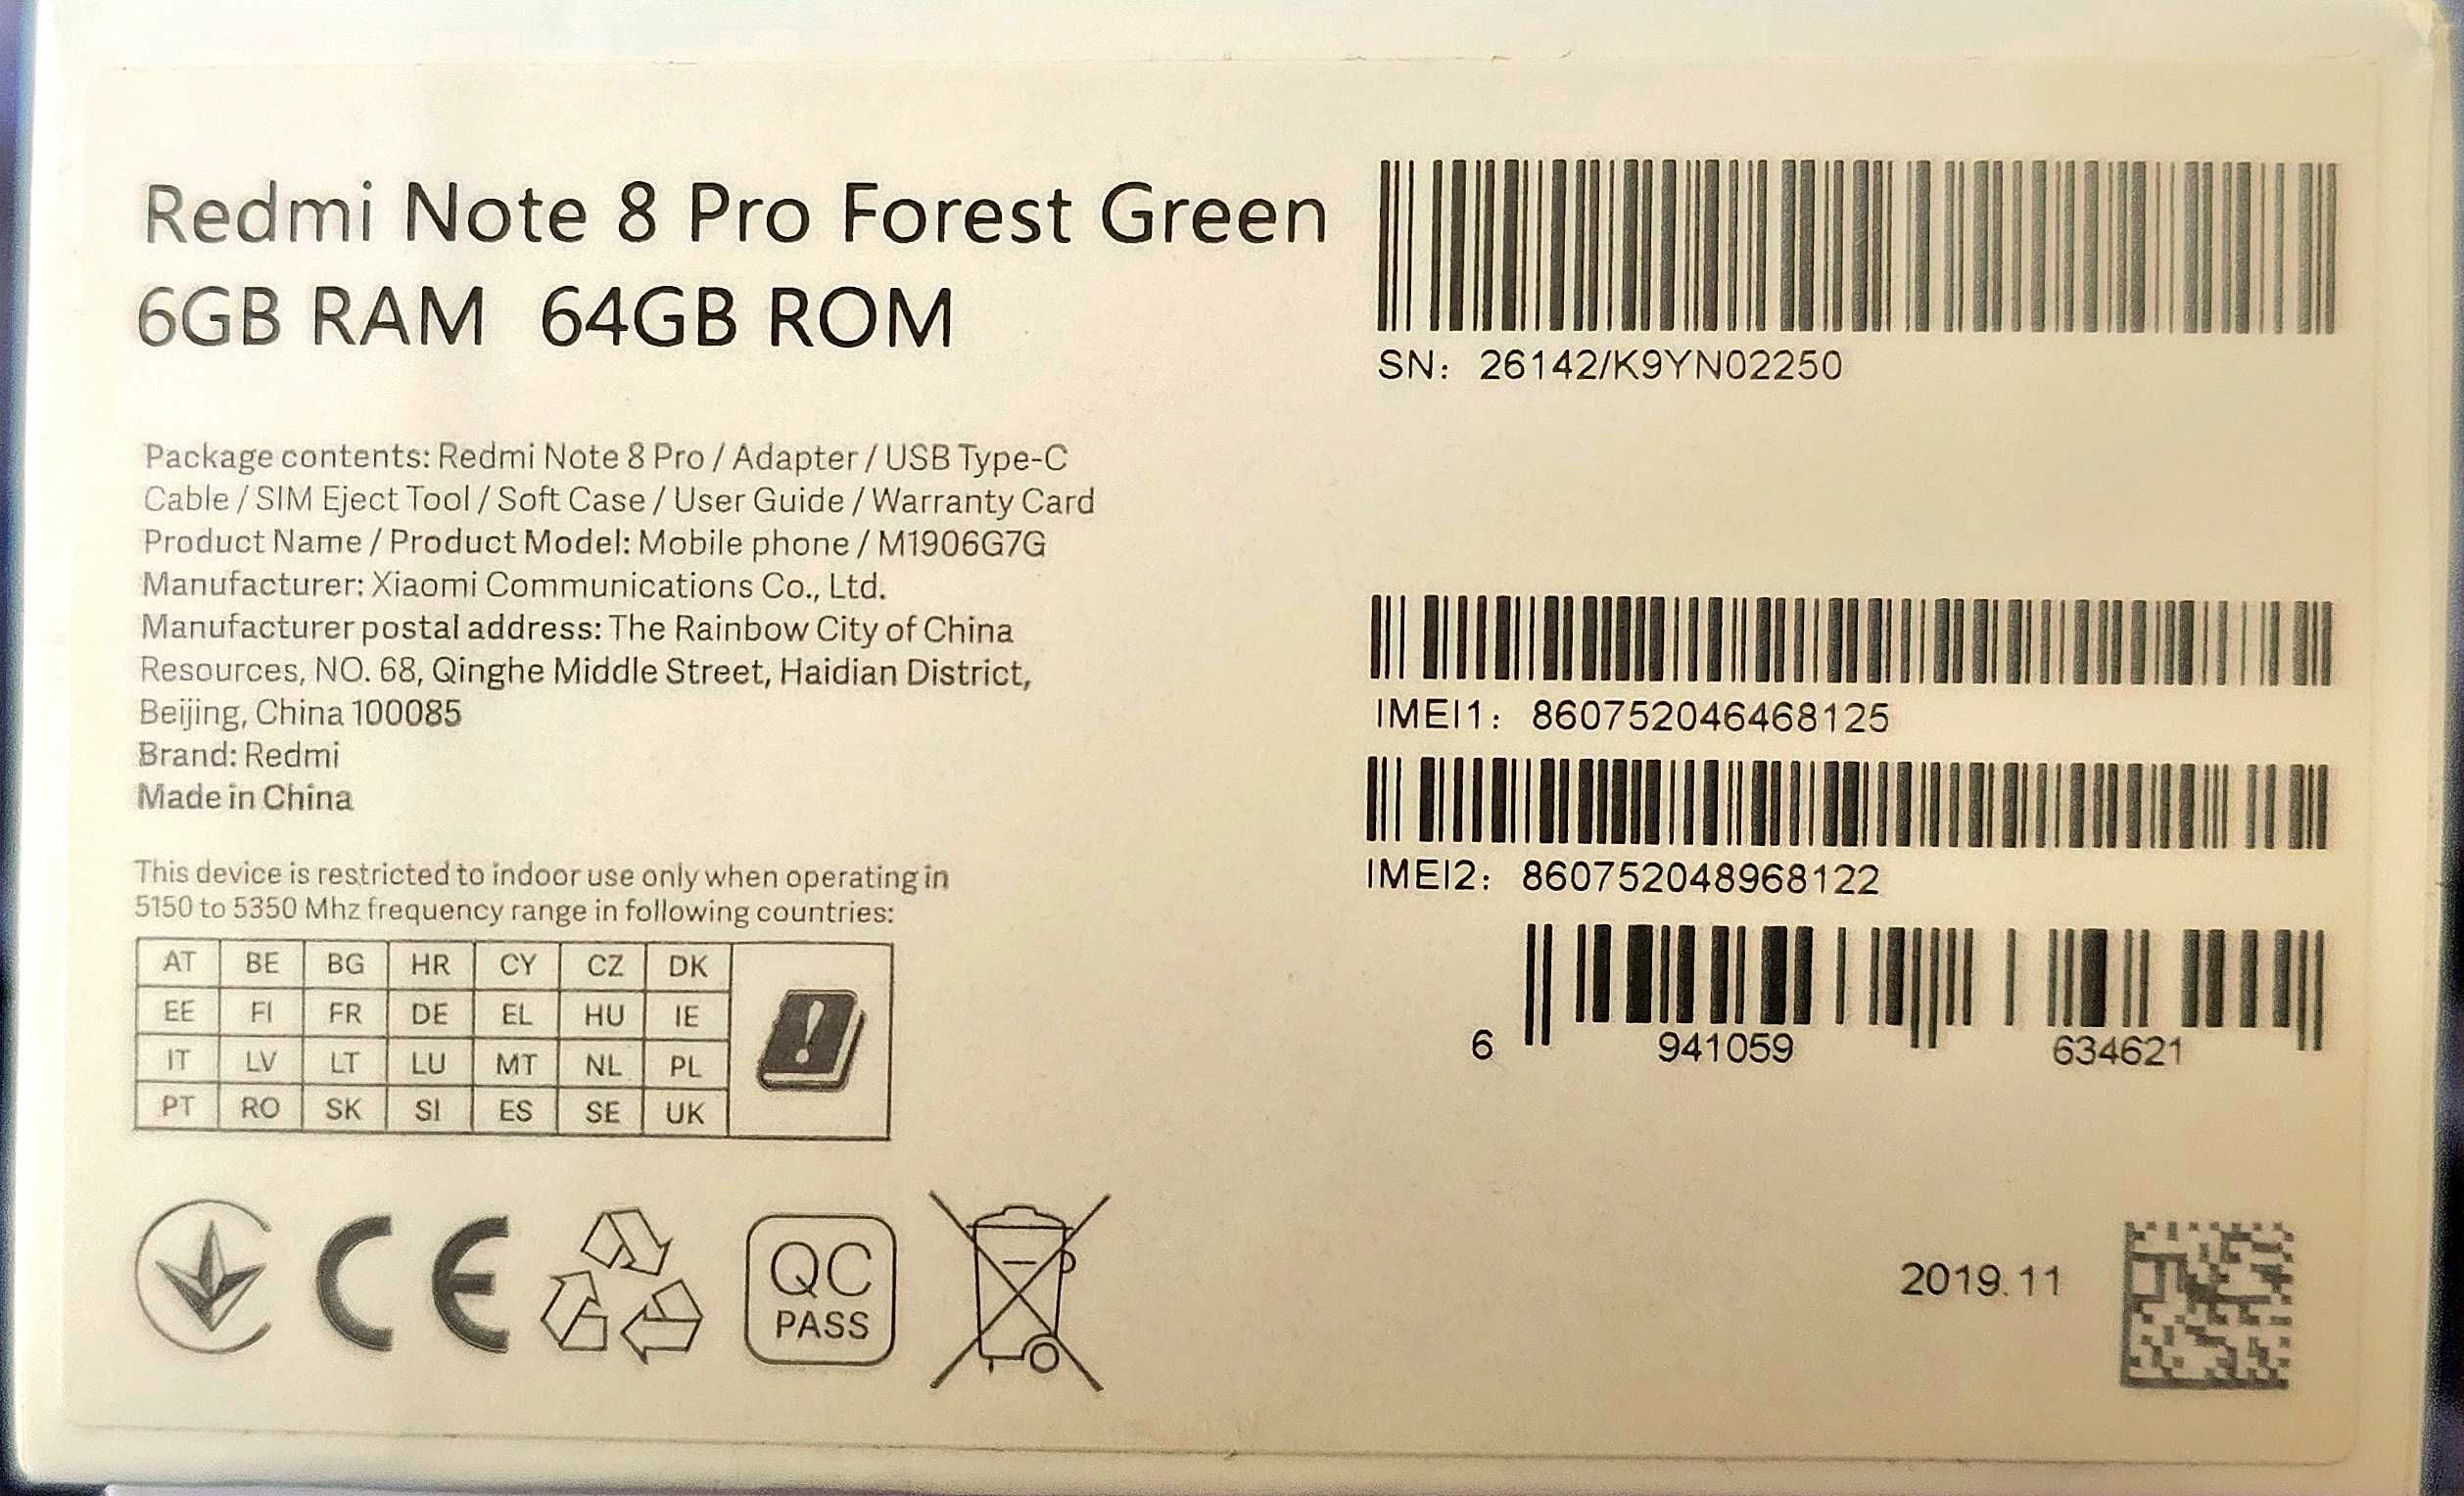 Redmi Note 8 Pro Forest Green
6GB RAM 64GB ROM
Package contents: Redmi Note 8 Pro / Adapter / USB Type-C
Cable / SIM Eject Tool / Soft Case / User Guide / Warranty Card
Product Name / Product Model: Mobile phone / M1906G7G
Manufacturer: Xiaomi Communications Co., Ltd.
Manufacturer postal address: The Rainbow City of China
Resources, NO. 68, Qinghe Middle Street, Haidian District,
Beijing, China 100085
Brand: Redmi
Made in China
This device is restricted to indoor use only when operating in
5150 to 5350 Mhz frequency range in following countries:
AT BE BG HR CY CZ DK
EE FI FR DE EL HU IE
IT LV LT LU MT NL PL
PT RO SK SI ES SE UK
CE
QC
PASS
SN: 26142/K9YN02250
IMEI1: 860752046468125
IMEI2: 860752048968122
6 941059 634621
2019.11